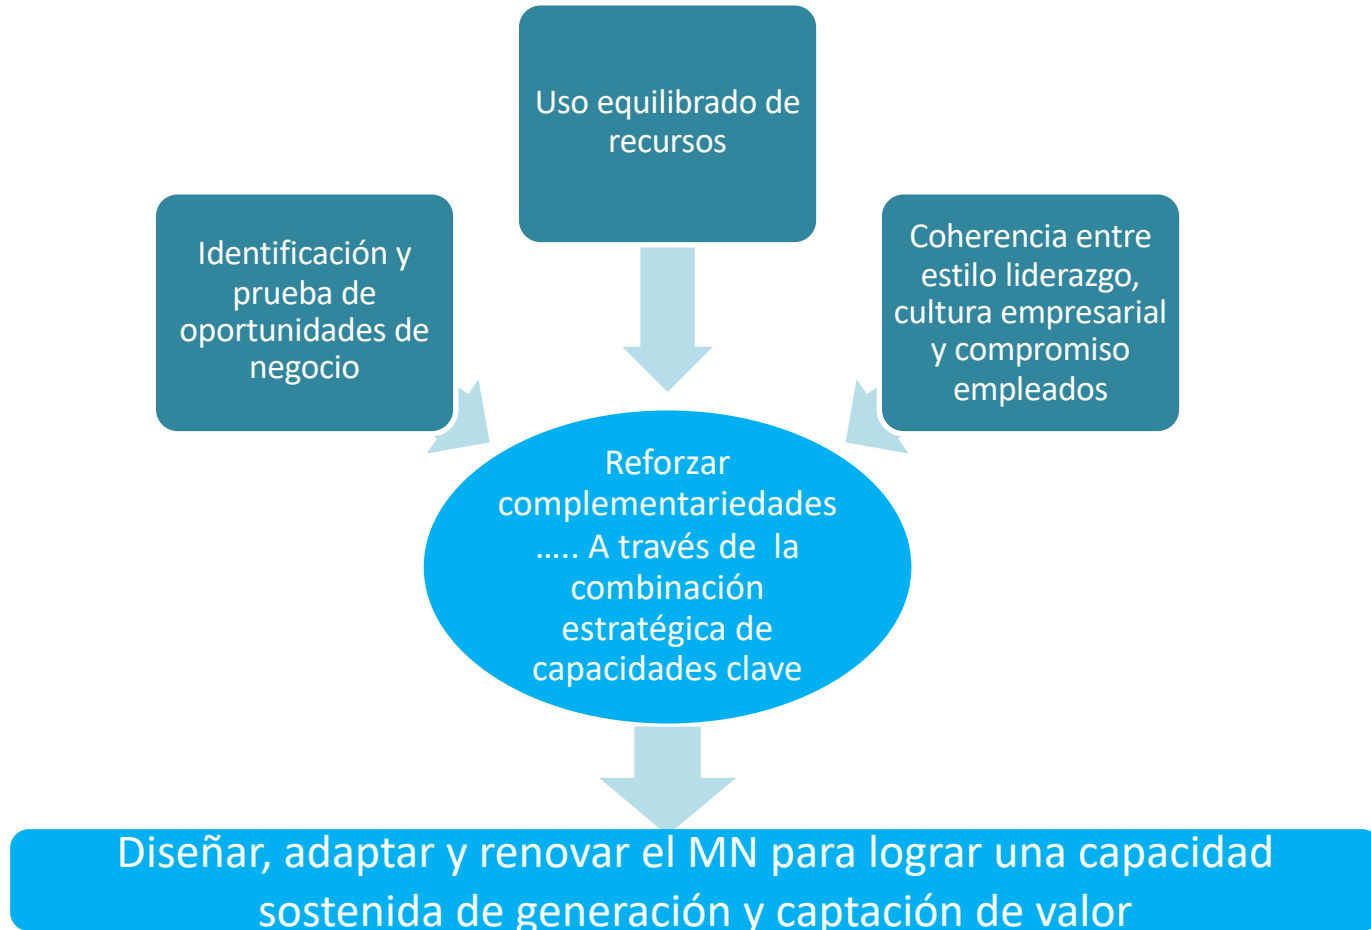 Uso equilibrado de
recursos
Identificación y
prueba de
oportunidades de
negocio
Coherencia entre
estilo liderazgo,
cultura empresarial
y compromiso
empleados
Reforzar
complementariedades
..... A través de la
combinación
estratégica de
capacidades clave
Diseñar, adaptar y renovar el MN para lograr una capacidad
sostenida de generación y captación de valor